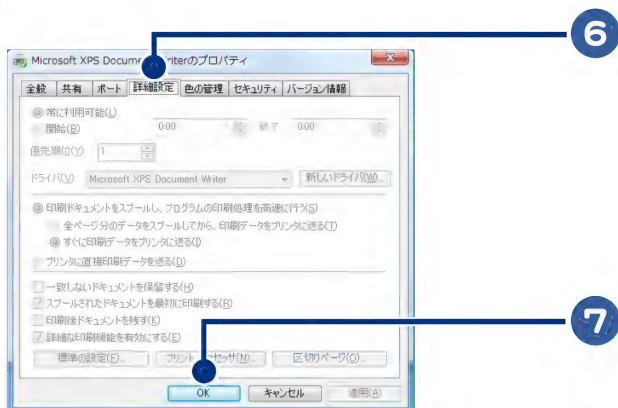 6
Microsoft XPS Document Writerのプロパティ
全般 共有 ポート 詳細設定 色の管理 セキュリティ バージョン情報
常に利用可能(L)
開始(B) 0:00 終了 0:00
優先順位(Y) 1
ドライバ(V) Microsoft XPS Document Writer 新しいドライバ(W)...
印刷ドキュメントをスプールし、プログラムの印刷処理を高速に行う(S)
全ページ分のデータをスプールしてから、印刷データをプリンタに送る(T)
すぐに印刷データをプリンタに送る(I)
プリンタに直接印刷データを送る(D)
一致しないドキュメントを保留する(H)
7
スプールされたドキュメントを最初に印刷する(R)
印刷後ドキュメントを残す(K)
詳細な印刷機能を有効にする(E)
標準の設定(F)... プリント セッサ(N)... 区切りページ(O)...
OK キャンセル 適用(A)